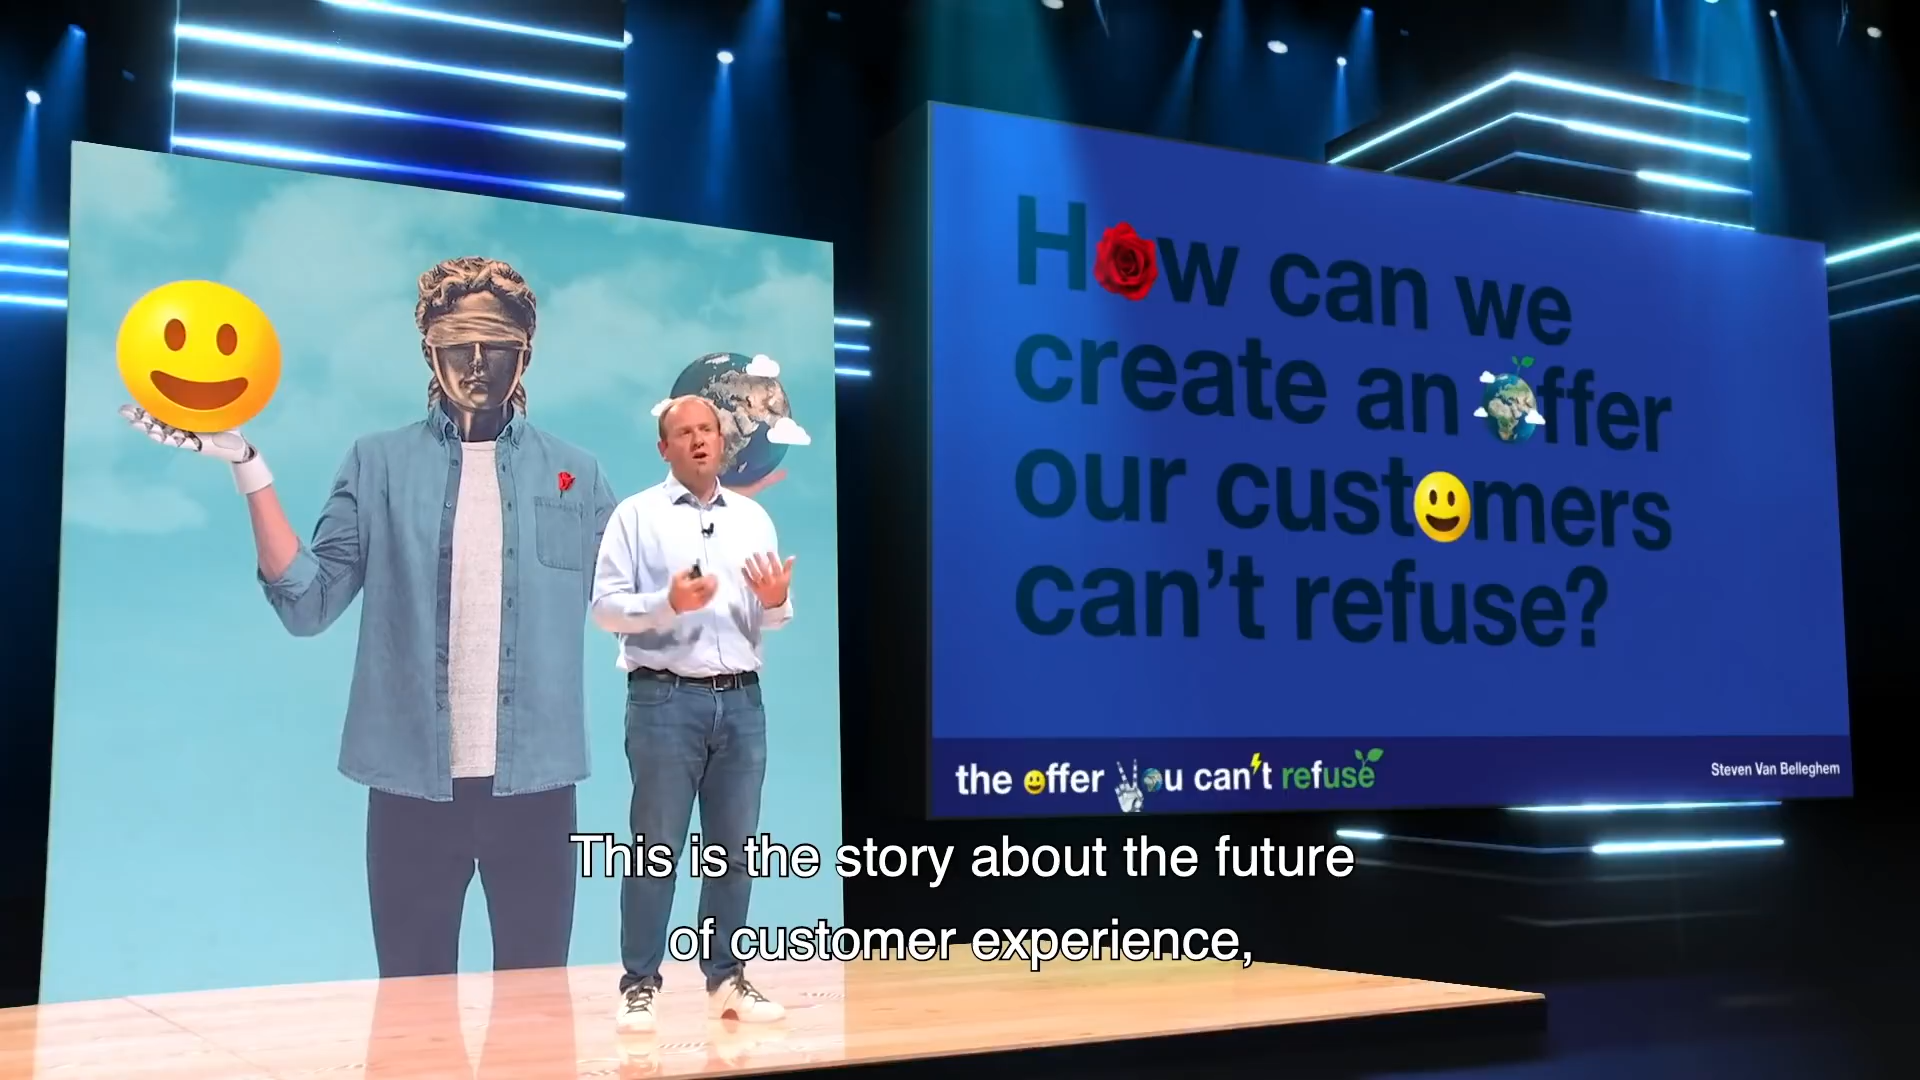 How can we
create an offer
our customers
can't refuse?
the offer you can't refuse
Steven Van Belleghem
This is the story about the future
of customer experience,